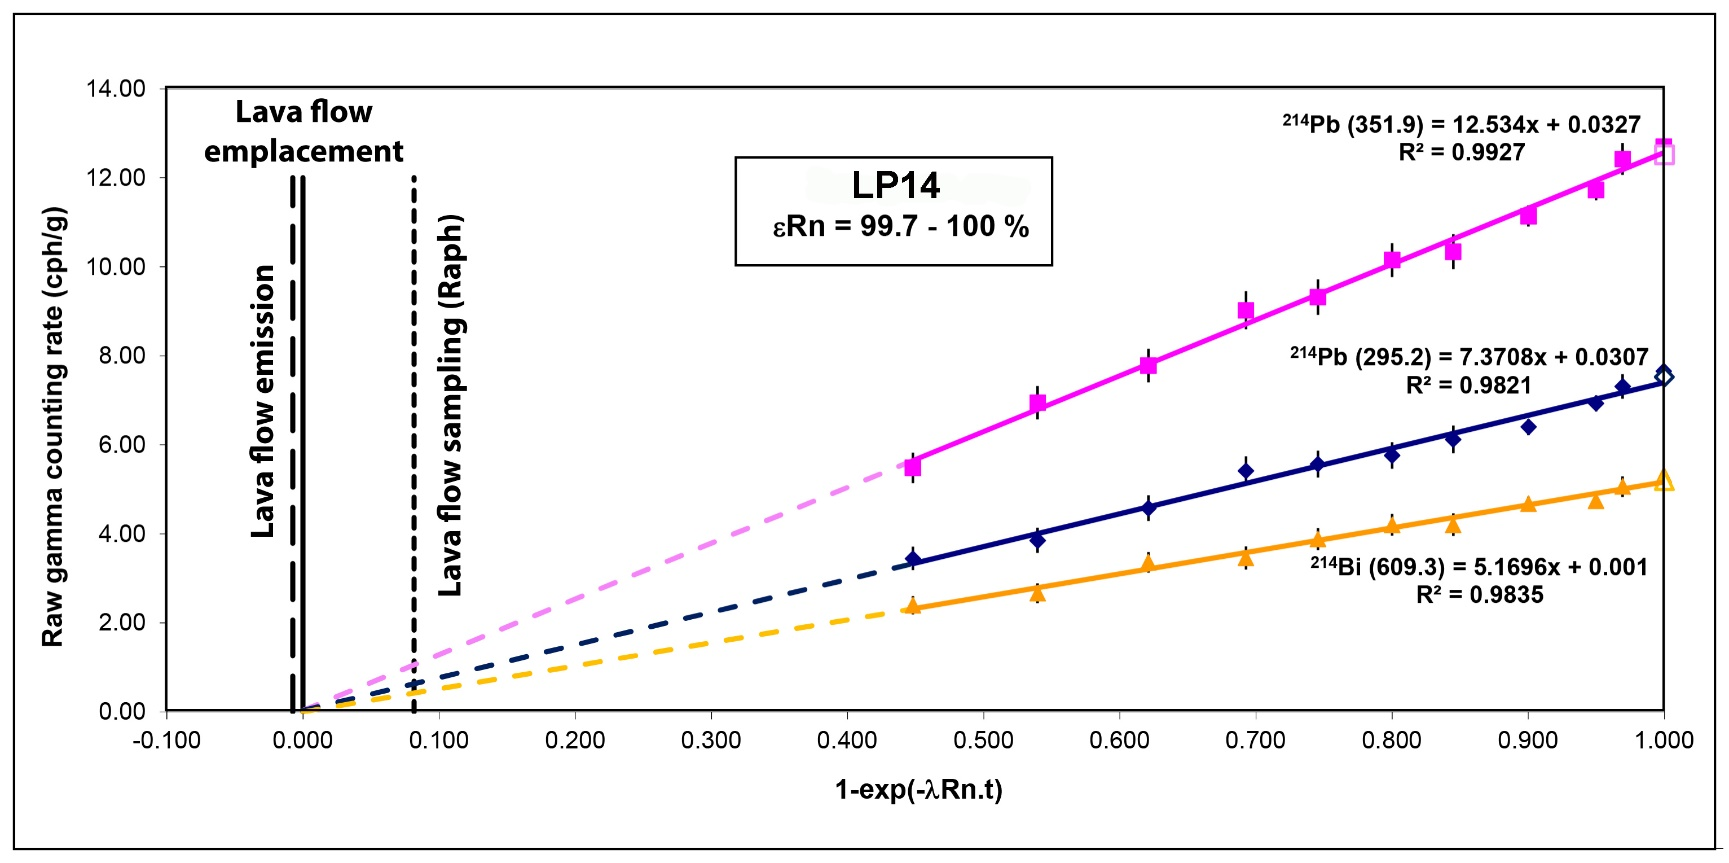 Lava flow
emplacement
Lava flow emission
Lava flow sampling (Raph)
LP14
εRn = 99.7 - 100 %
²¹⁴Pb (351.9) = 12.534x + 0.0327
R² = 0.9927
²¹⁴Pb (295.2) = 7.3708x + 0.0307
R² = 0.9821
²¹⁴Bi (609.3) = 5.1696x + 0.001
R² = 0.9835
Raw gamma counting rate (cph/g)
14.00
12.00
10.00
8.00
6.00
4.00
2.00
0.00
-0.100 0.000 0.100 0.200 0.300 0.400 0.500 0.600 0.700 0.800 0.900 1.000
1-exp(-λRn.t)